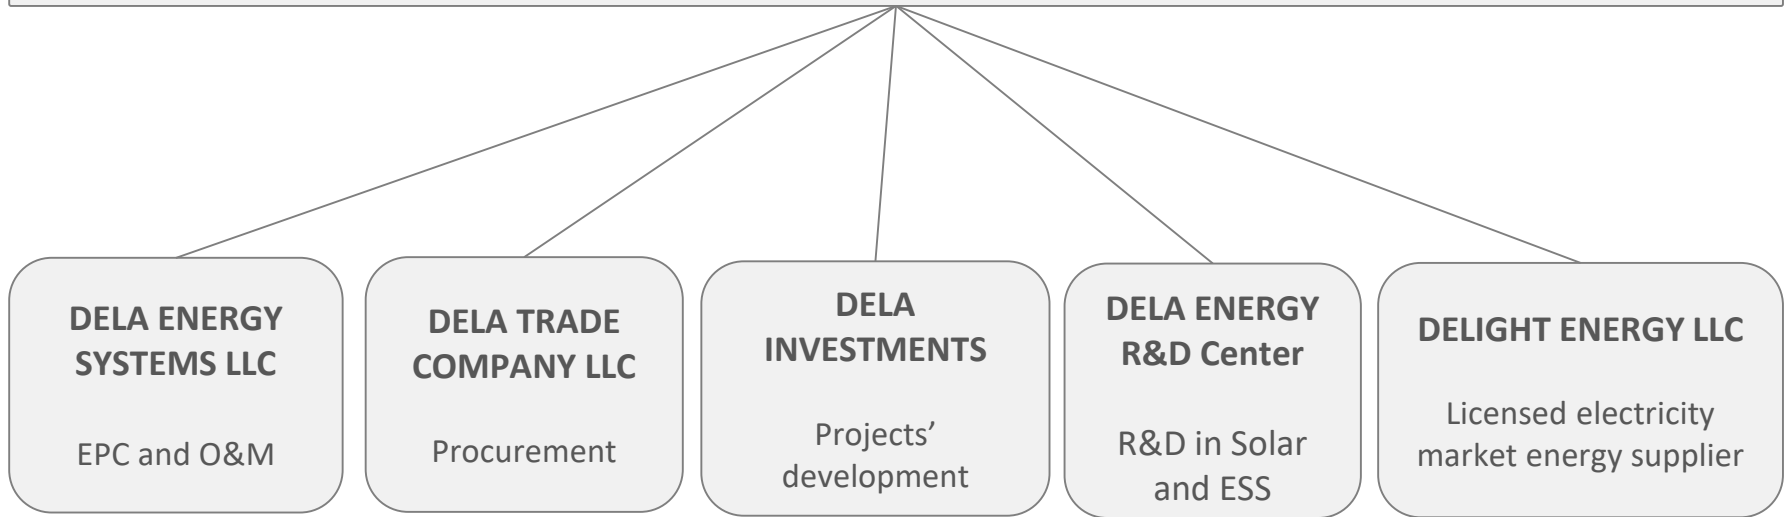 DELA ENERGY
SYSTEMS LLC
EPC and O&M
DELA TRADE
COMPANY LLC
Procurement
DELA
INVESTMENTS
Projects’
development
DELA ENERGY
R&D Center
R&D in Solar
and ESS
DELIGHT ENERGY LLC
Licensed electricity
market energy supplier